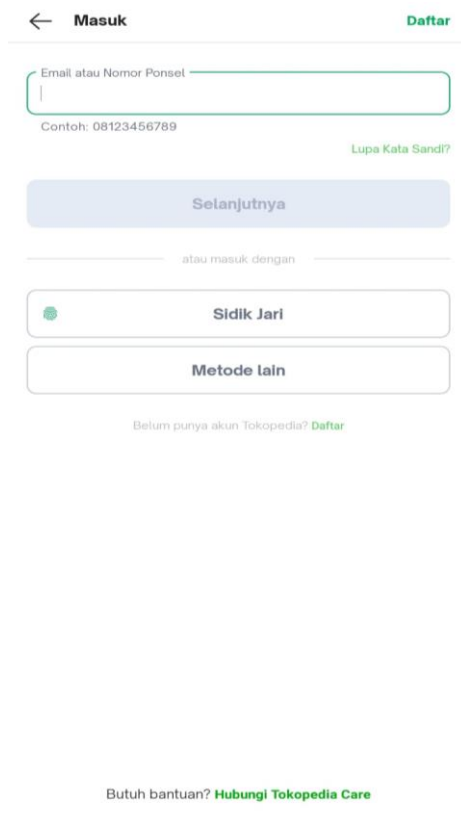 Masuk Daftar
Email atau Nomor Ponsel
Contoh: 08123456789
Lupa Kata Sandi?
Selanjutnya
atau masuk dengan
Sidik Jari
Metode lain
Belum punya akun Tokopedia? Daftar
Butuh bantuan? Hubungi Tokopedia Care